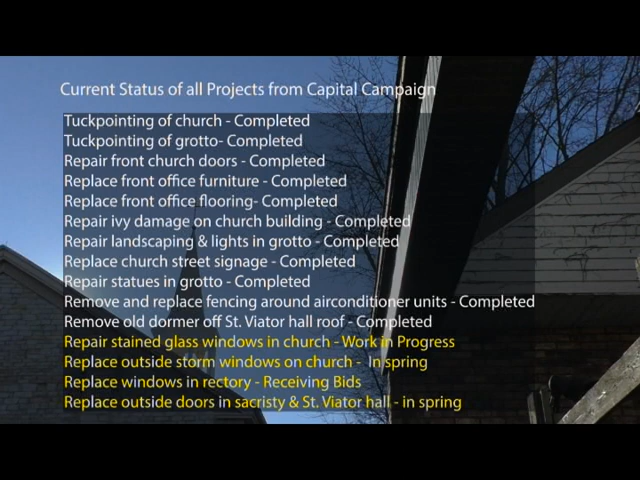 Current Status of all Projects from Capital Campaign
Tuckpointing of church - Completed
Tuckpointing of grotto- Completed
Repair front church doors - Completed
Replace front office furniture - Completed
Replace front office flooring- Completed
Repair ivy damage on church building - Completed
Repair landscaping & lights in grotto - Completed
Replace church street signage - Completed
Repair statues in grotto - Completed
Remove and replace fencing around airconditioner units - Completed
Remove old dormer off St. Viator hall roof - Completed
Repair stained glass windows in church - Work in Progress
Replace outside storm windows on church -  In spring
Replace windows in rectory - Receiving Bids
Replace outside doors in sacristy & St. Viator hall - in spring